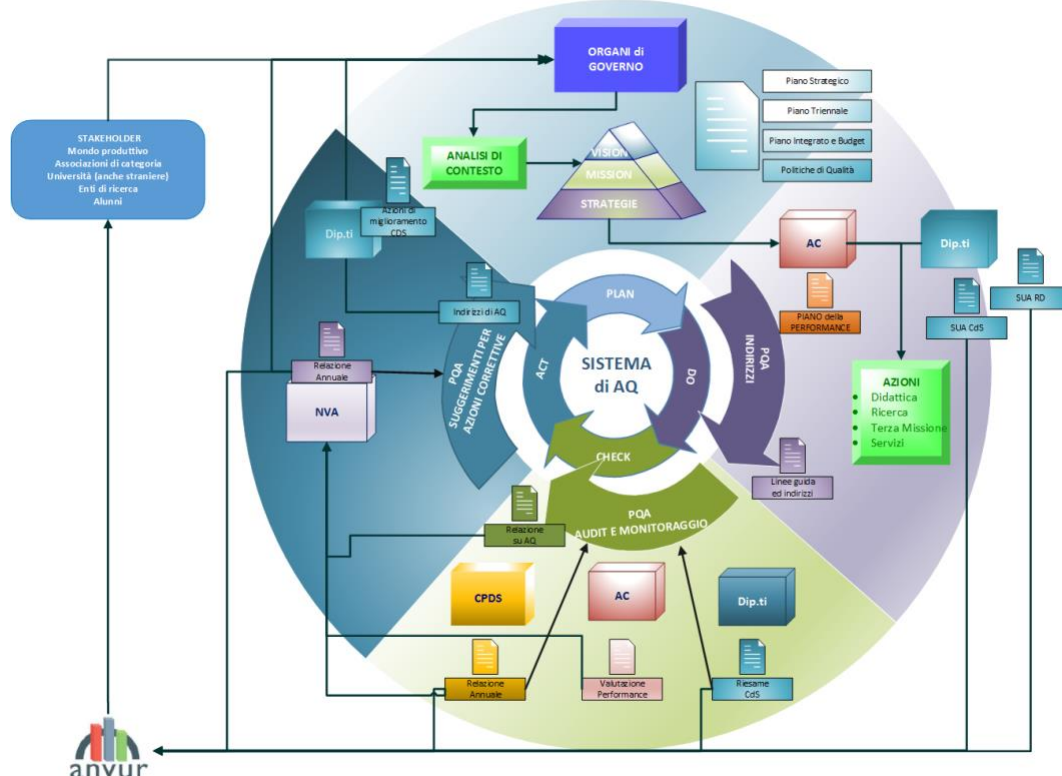 ORGANI di
GOVERNO
Piano Strategico
Piano Triennale
Piano Integrato e Budget
Politiche di Qualità
STAKEHOLDER
Mondo produttivo
Associazioni di categoria
Università (anche straniere)
Enti di ricerca
Alunni
ANALISI DI
CONTESTO
VISION
MISSION
STRATEGIE
Azioni di
miglioramento
CDS
Dip.ti
AC
Dip.ti
SUA RD
Indirizzi di AQ
PLAN
PIANO della
PERFORMANCE
SUA CdS
Relazione
Annuale
NVA
PQA
SUGGERIMENTI PER
AZIONI CORRETTIVE
ACT
SISTEMA
di AQ
DO
PQA
INDIRIZZI
AZIONI
• Didattica
• Ricerca
• Terza Missione
• Servizi
CHECK
Linee guida
ed indirizzi
Relazione
su AQ
PQA
AUDIT E MONITORAGGIO
CPDS
AC
Dip.ti
Relazione
Annuale
Valutazione
Performance
Riesame
CdS
anvur